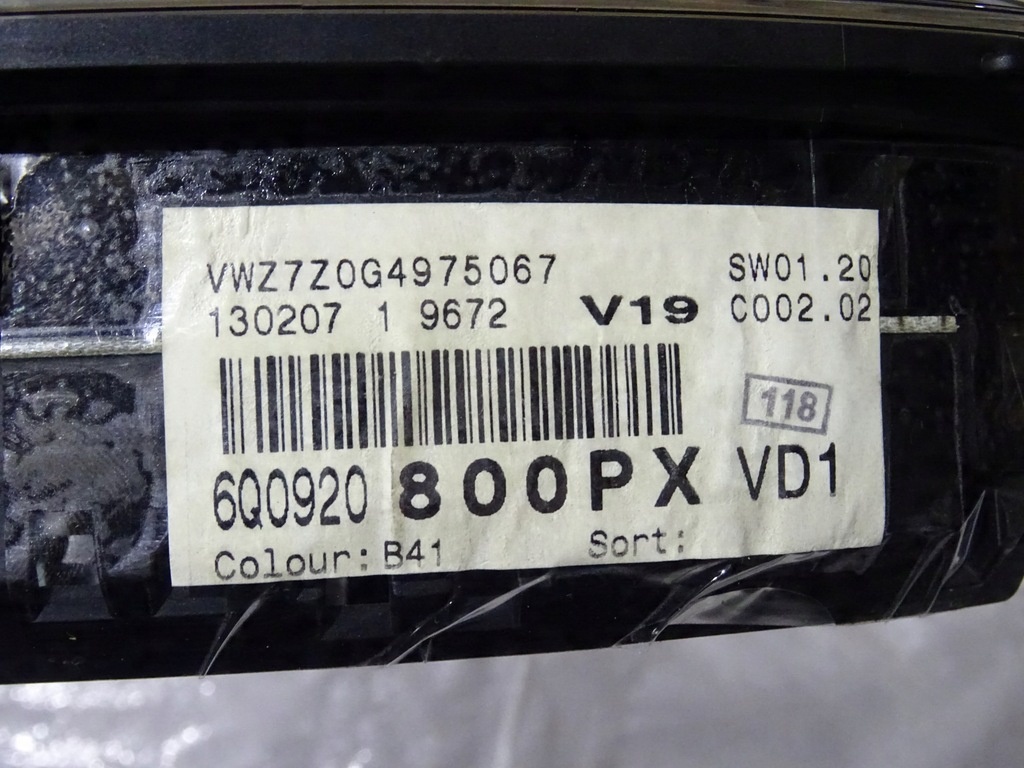 VWZ7Z0G4975067 SW01.20
130207 1 9672 V19 C002.02
118
6Q0920 800PX VD1
Colour: B41 Sort: